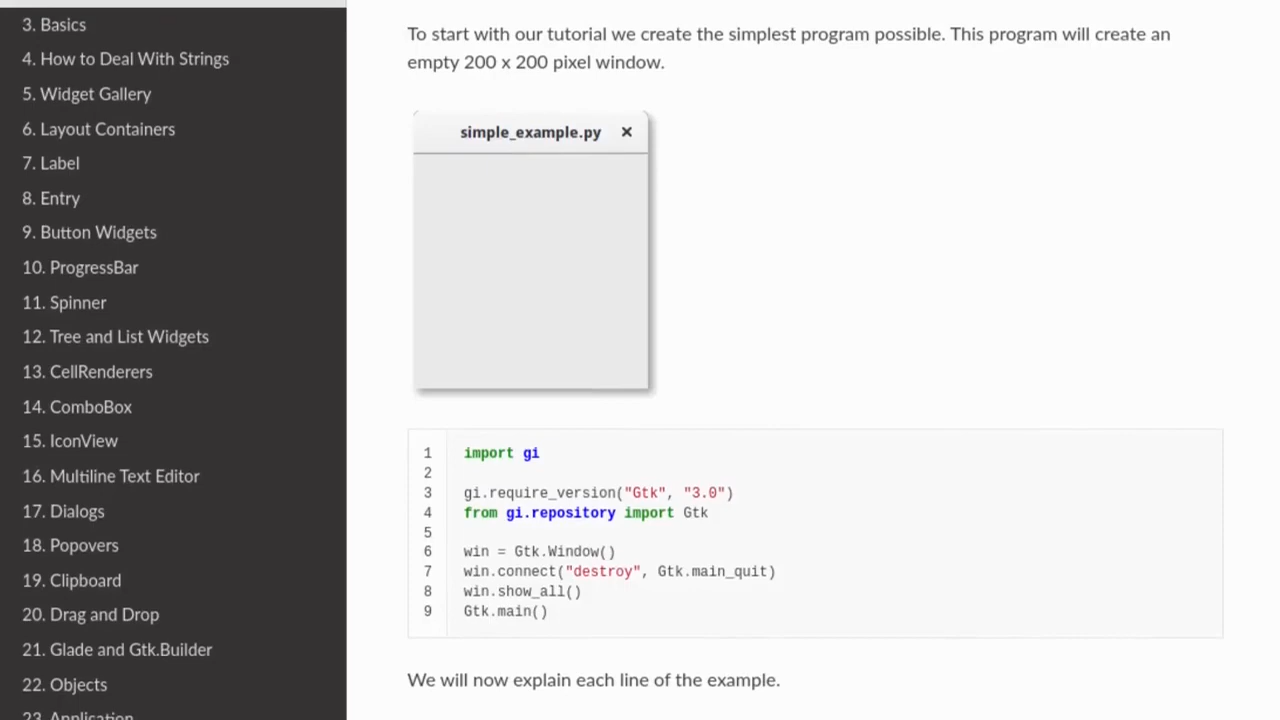 3. Basics
4. How to Deal With Strings
5. Widget Gallery
6. Layout Containers
7. Label
8. Entry
9. Button Widgets
10. ProgressBar
11. Spinner
12. Tree and List Widgets
13. CellRenderers
14. ComboBox
15. IconView
16. Multiline Text Editor
17. Dialogs
18. Popovers
19. Clipboard
20. Drag and Drop
21. Glade and Gtk.Builder
22. Objects
23. Application
To start with our tutorial we create the simplest program possible. This program will create an
empty 200 x 200 pixel window.
simple_example.py ×
1 import gi
2
3 gi.require_version("Gtk", "3.0")
4 from gi.repository import Gtk
5
6 win = Gtk.Window()
7 win.connect("destroy", Gtk.main_quit)
8 win.show_all()
9 Gtk.main()
We will now explain each line of the example.